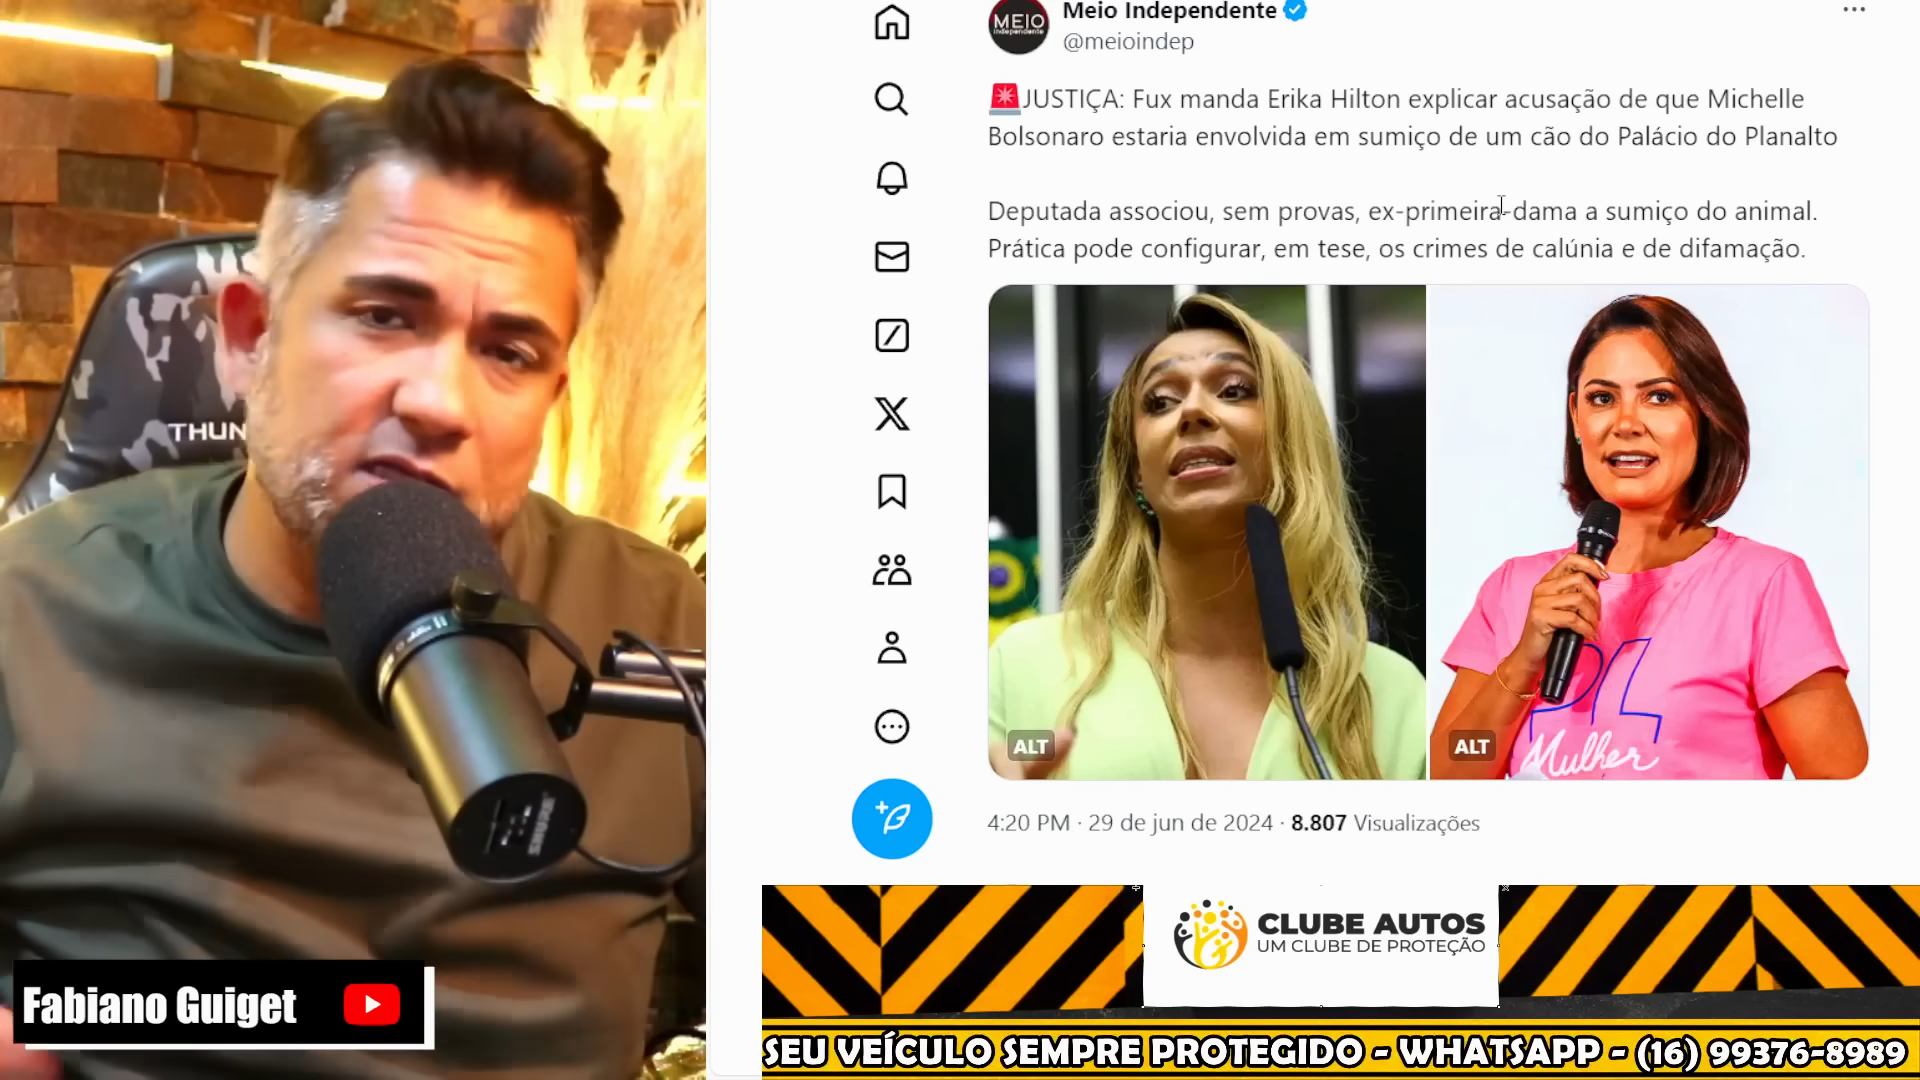 Meio Independente
@meioindep
MEIO
independente
JUSTIÇA: Fux manda Erika Hilton explicar acusação de que Michelle
Bolsonaro estaria envolvida em sumiço de um cão do Palácio do Planalto
Deputada associou, sem provas, ex-primeira-dama a sumiço do animal.
Prática pode configurar, em tese, os crimes de calúnia e de difamação.
THUN
PL
Mulher
ALT
ALT
4:20 PM · 29 de jun de 2024 · 8.807 Visualizações
SHURE
Fabiano Guiget
CLUBE AUTOS
UM CLUBE DE PROTEÇÃO
SEU VEÍCULO SEMPRE PROTEGIDO - WHATSAPP - (16) 99376-8989